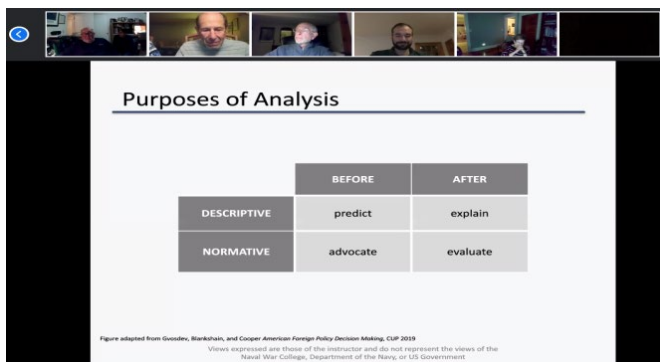 Purposes of Analysis
BEFORE AFTER
DESCRIPTIVE predict explain
NORMATIVE advocate evaluate
Figure adapted from Gvosdev, Blankshain, and Cooper American Foreign Policy Decision Making, CUP 2019
Views expressed are those of the instructor and do not represent the views of the
Naval War College, Department of the Navy, or US Government